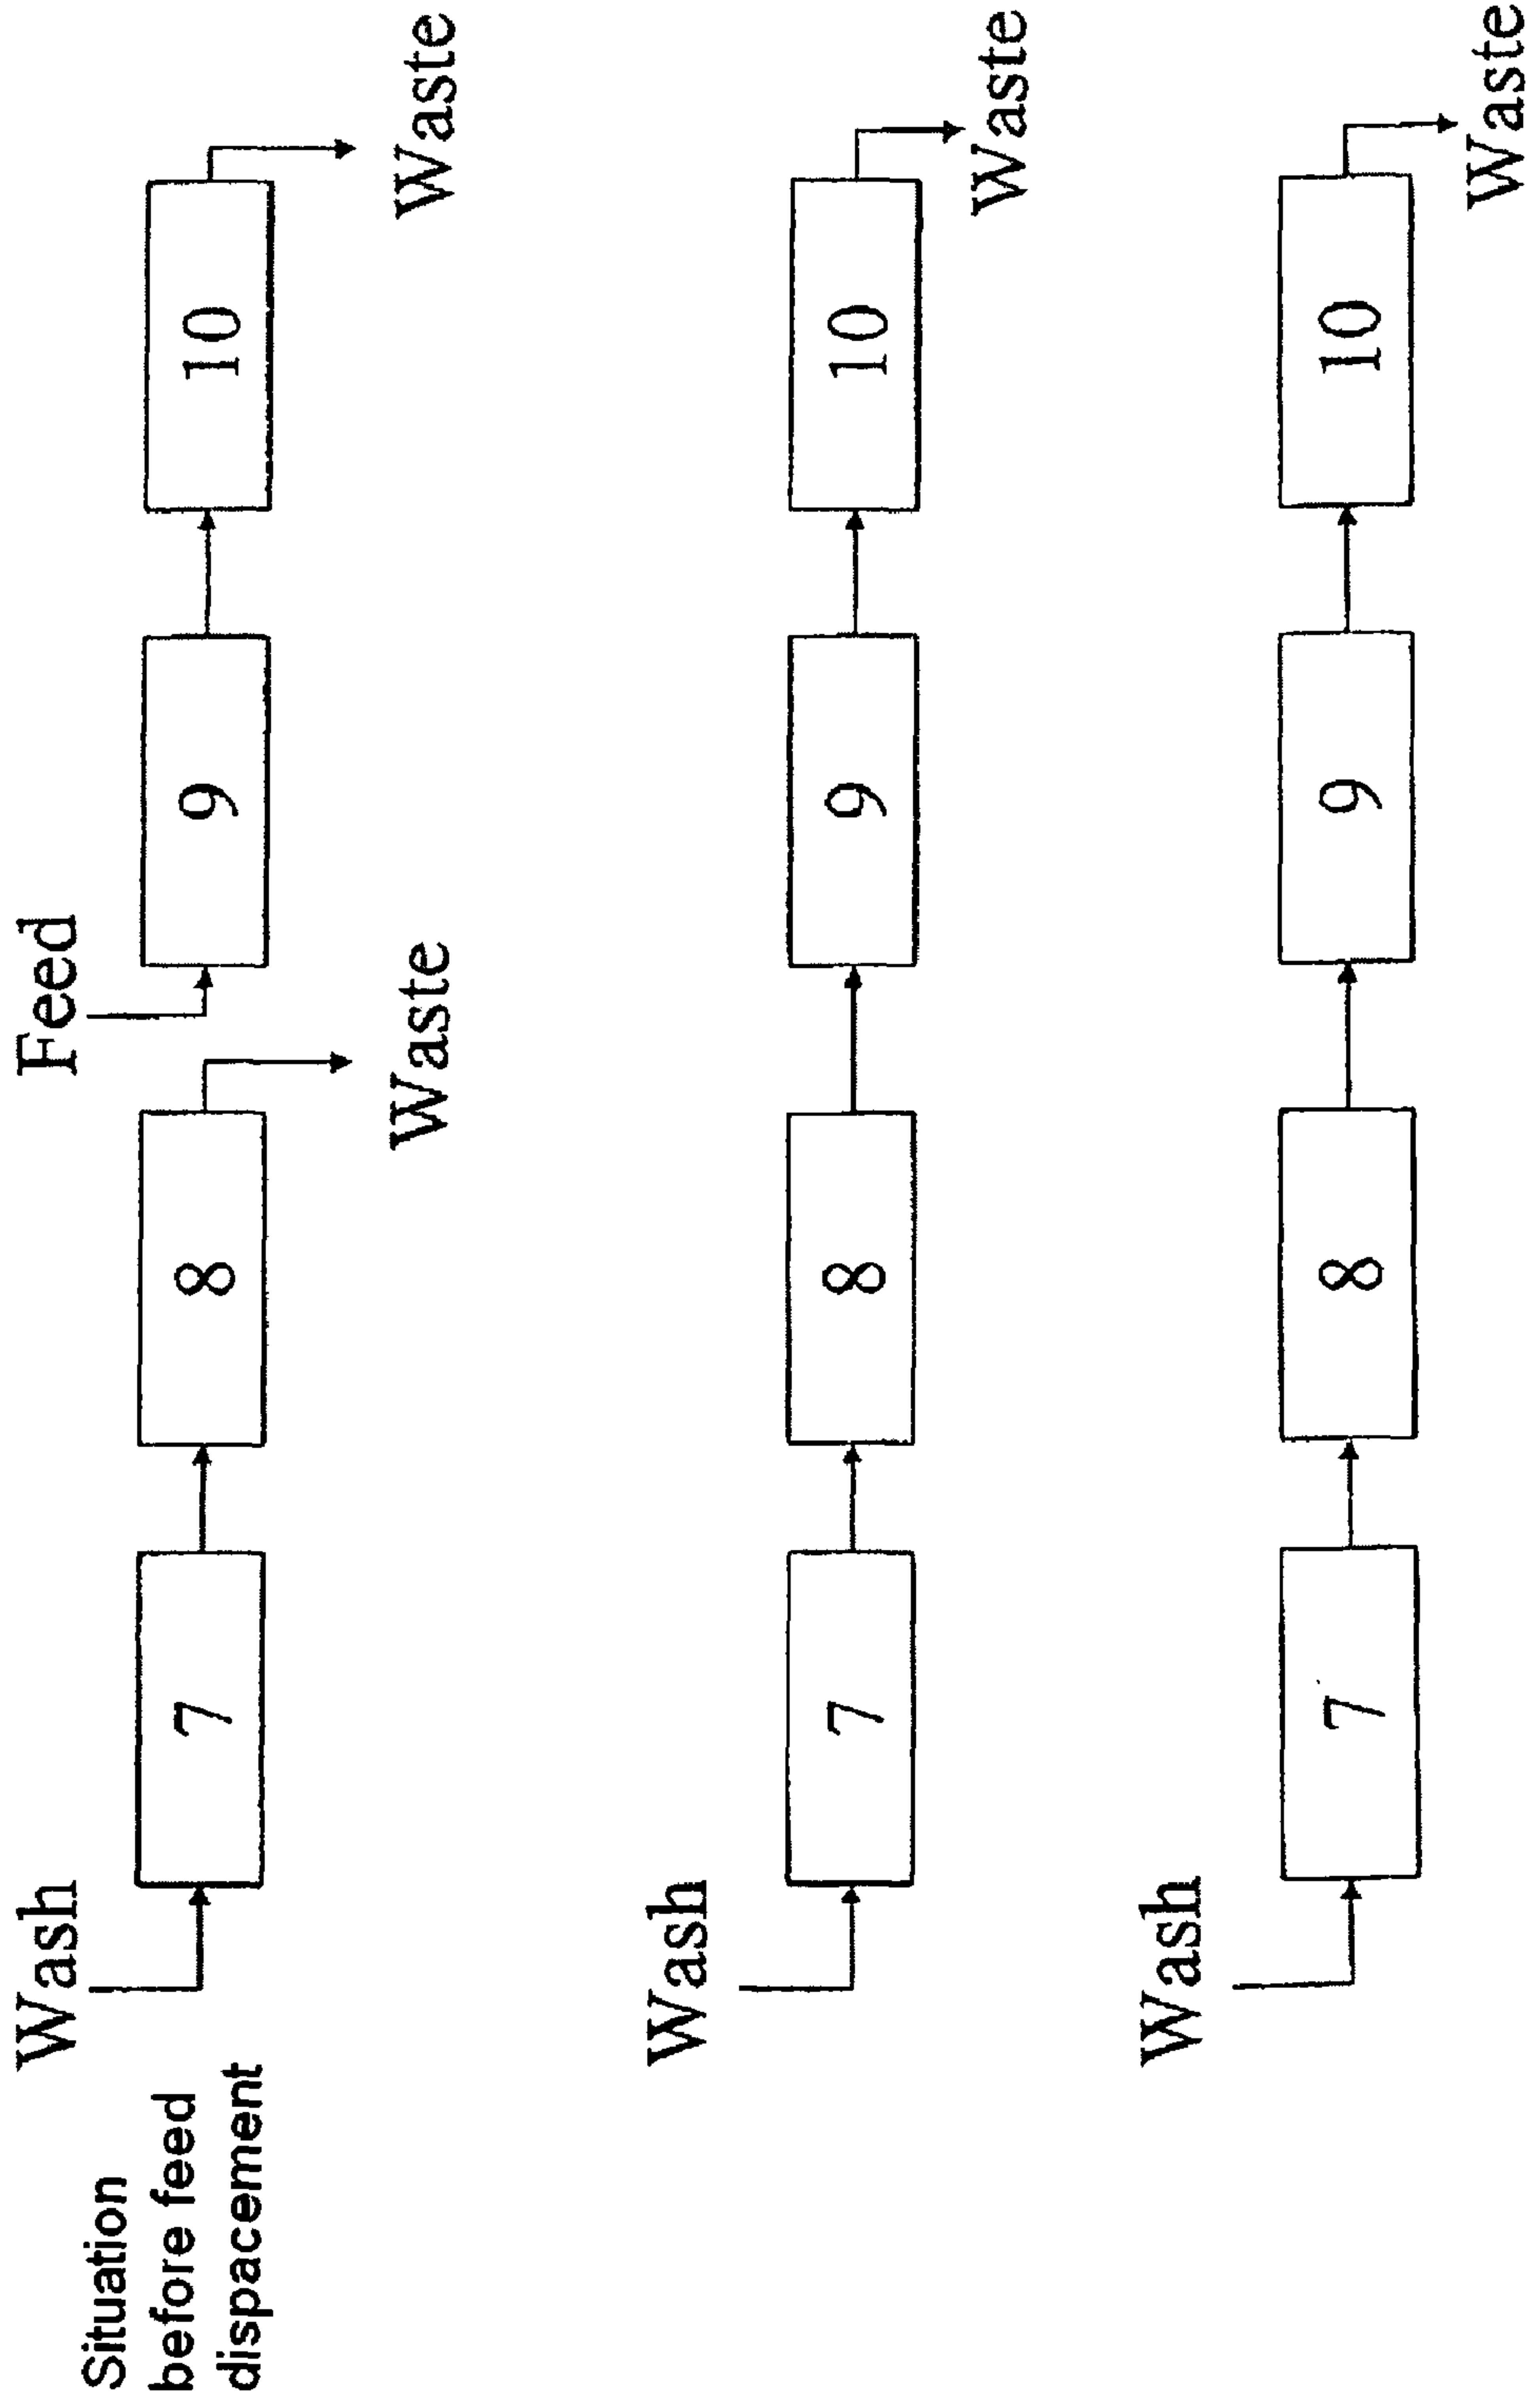 Situation
before feed
dispacement
Wash
7
8
Waste
Feed
9
10
Waste
Wash
7
8
9
10
Waste
Wash
7
8
9
10
Waste